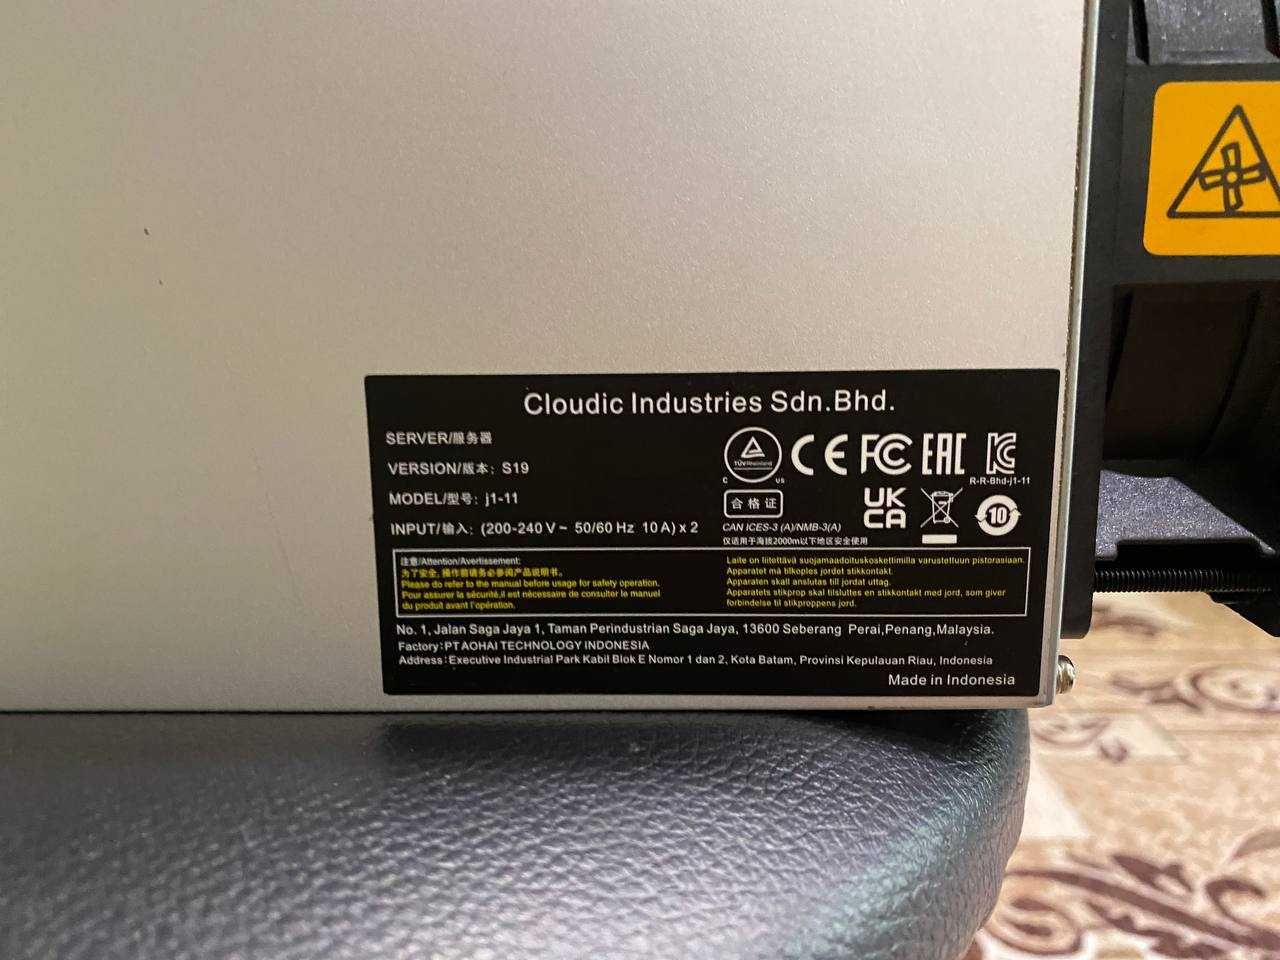 Cloudic Industries Sdn.Bhd.
SERVER/服务器
VERSION/版本: S19
MODEL/型号: j1-11
INPUT/输入: (200-240 V ~ 50/60 Hz 10 A) x 2
TÜVRheinland
C US
CE FC EAC KC
R-R-Bhd-j1-11
合格证
UK
CA
10
CAN ICES-3 (A)/NMB-3(A)
仅适用于海拔2000m以下地区安全使用
注意/Attention/Avertissement:
为了安全, 操作前请务必参阅产品说明书。
Please do refer to the manual before usage for safety operation.
Pour assurer la sécurité,il est nécessaire de consulter le manuel
du produit avant l'opération.
Laite on liitettävä suojamaadoituskoskettimilla varustettuun pistorasiaan.
Apparatet må tilkoples jordet stikkontakt.
Apparaten skall anslutas till jordat uttag.
Apparatets stikprop skal tilsluttes en stikkontakt med jord, som giver
forbindelse til stikproppens jord.
No. 1, Jalan Saga Jaya 1, Taman Perindustrian Saga Jaya, 13600 Seberang Perai,Penang,Malaysia.
Factory:PT AOHAI TECHNOLOGY INDONESIA
Address:Executive Industrial Park Kabil Blok E Nomor 1 dan 2, Kota Batam, Provinsi Kepulauan Riau, Indonesia
Made in Indonesia